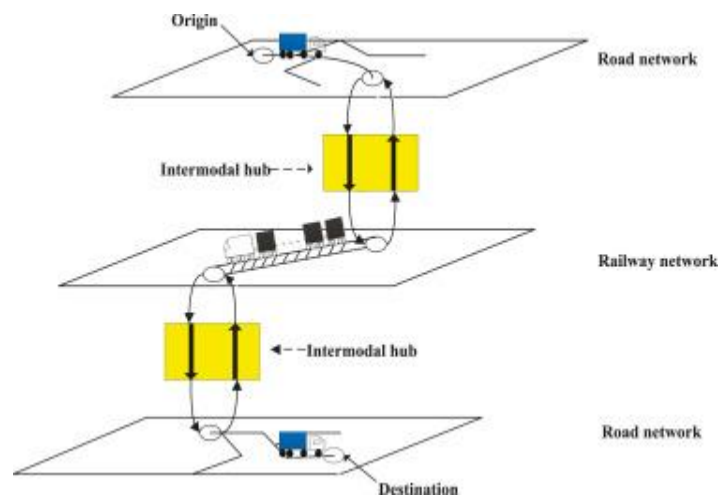 Origin
Road network
Intermodal hub
Railway network
Intermodal hub
Road network
Destination